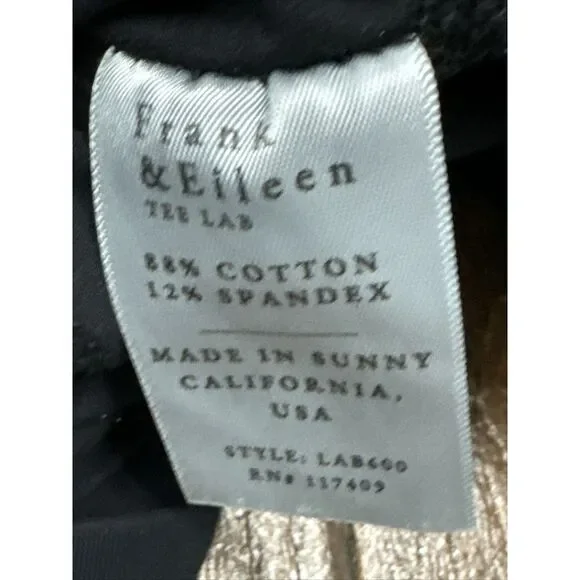 Frank
&Eileen
TEE LAB
88% COTTON
12% SPANDEX
MADE IN SUNNY
CALIFORNIA,
USA
STYLE: LAB600
RN# 117409